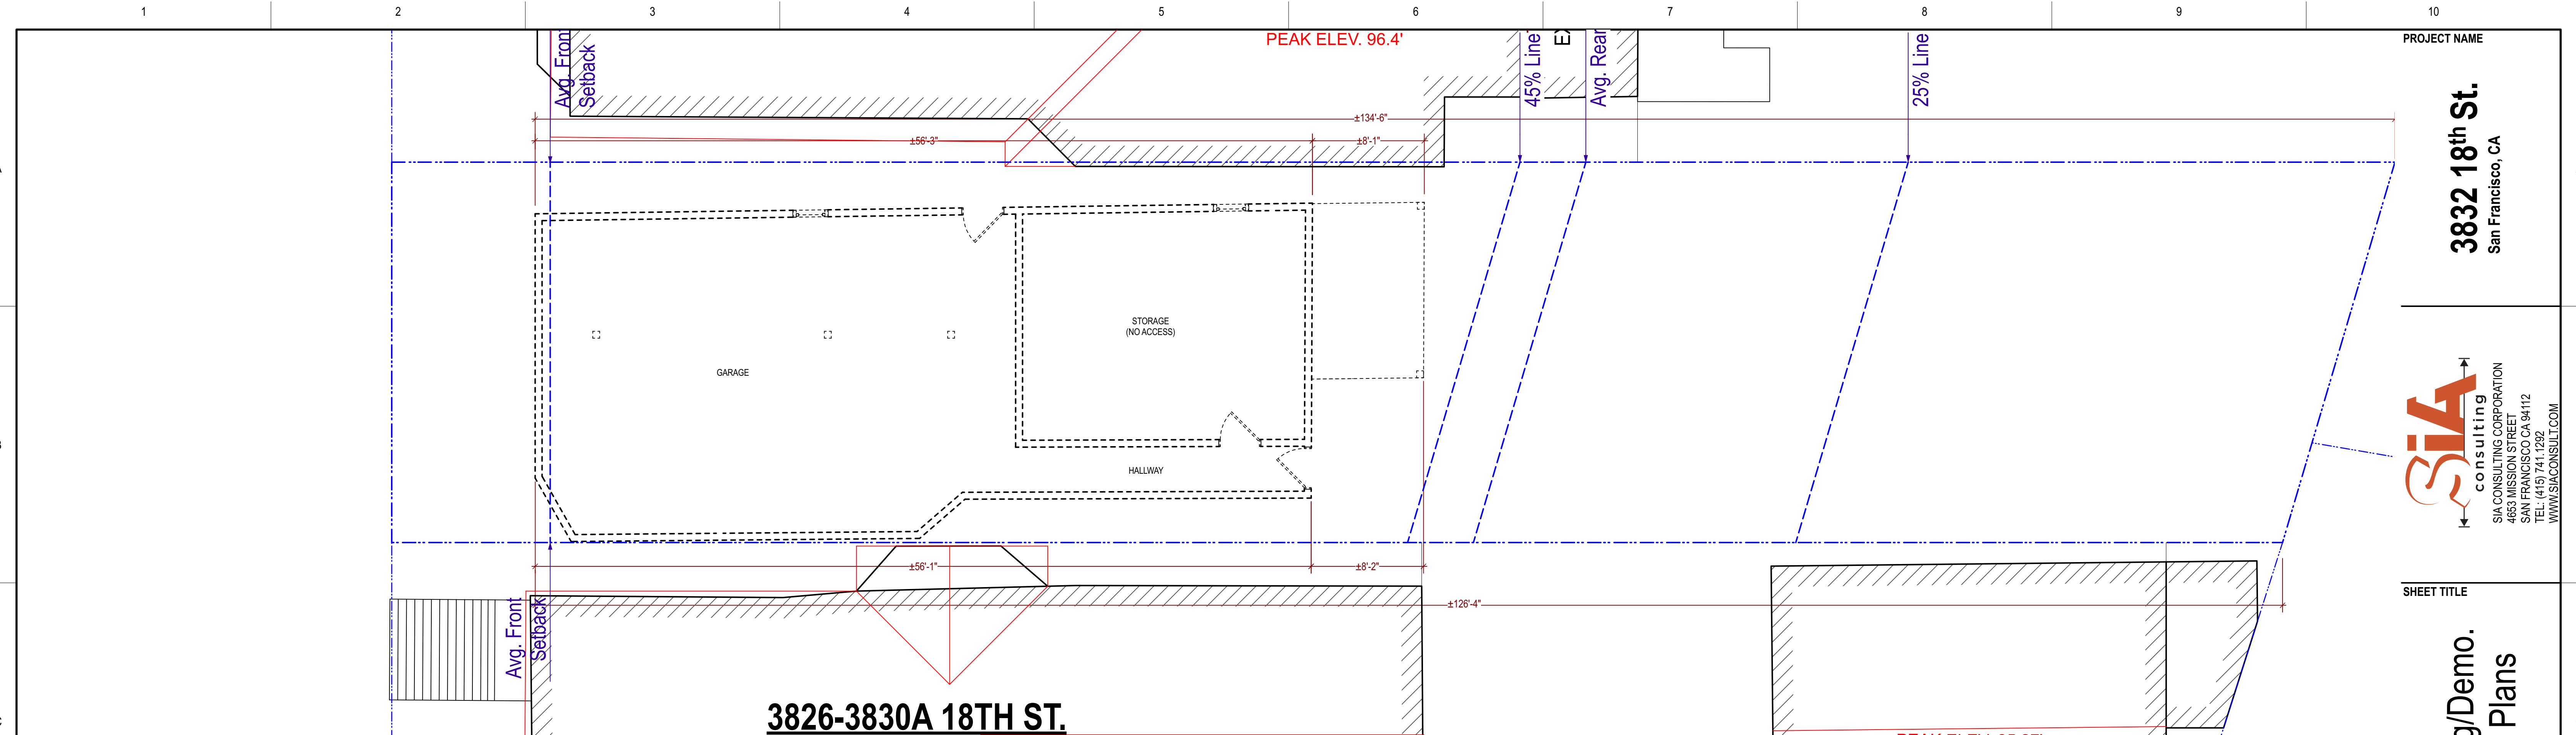 1 2 3 4 5 6 7 8 9 10
PEAK ELEV. 96.4'
Avg. Front
Setback
45% Line
EX
Avg. Rear
25% Line
±134'-6"
±56'-3"
±8'-1"
STORAGE
(NO ACCESS)
GARAGE
HALLWAY
±56'-1"
±8'-2"
±126'-4"
Avg. Front
Setback
3826-3830A 18TH ST.
PROJECT NAME
3832 18th St.
San Francisco, CA
SiA
consulting
SIA CONSULTING CORPORATION
4653 MISSION STREET
SAN FRANCISCO CA 94112
TEL: (415) 741.1292
WWW.SIACONSULT.COM
SHEET TITLE
g/Demo.
Plans